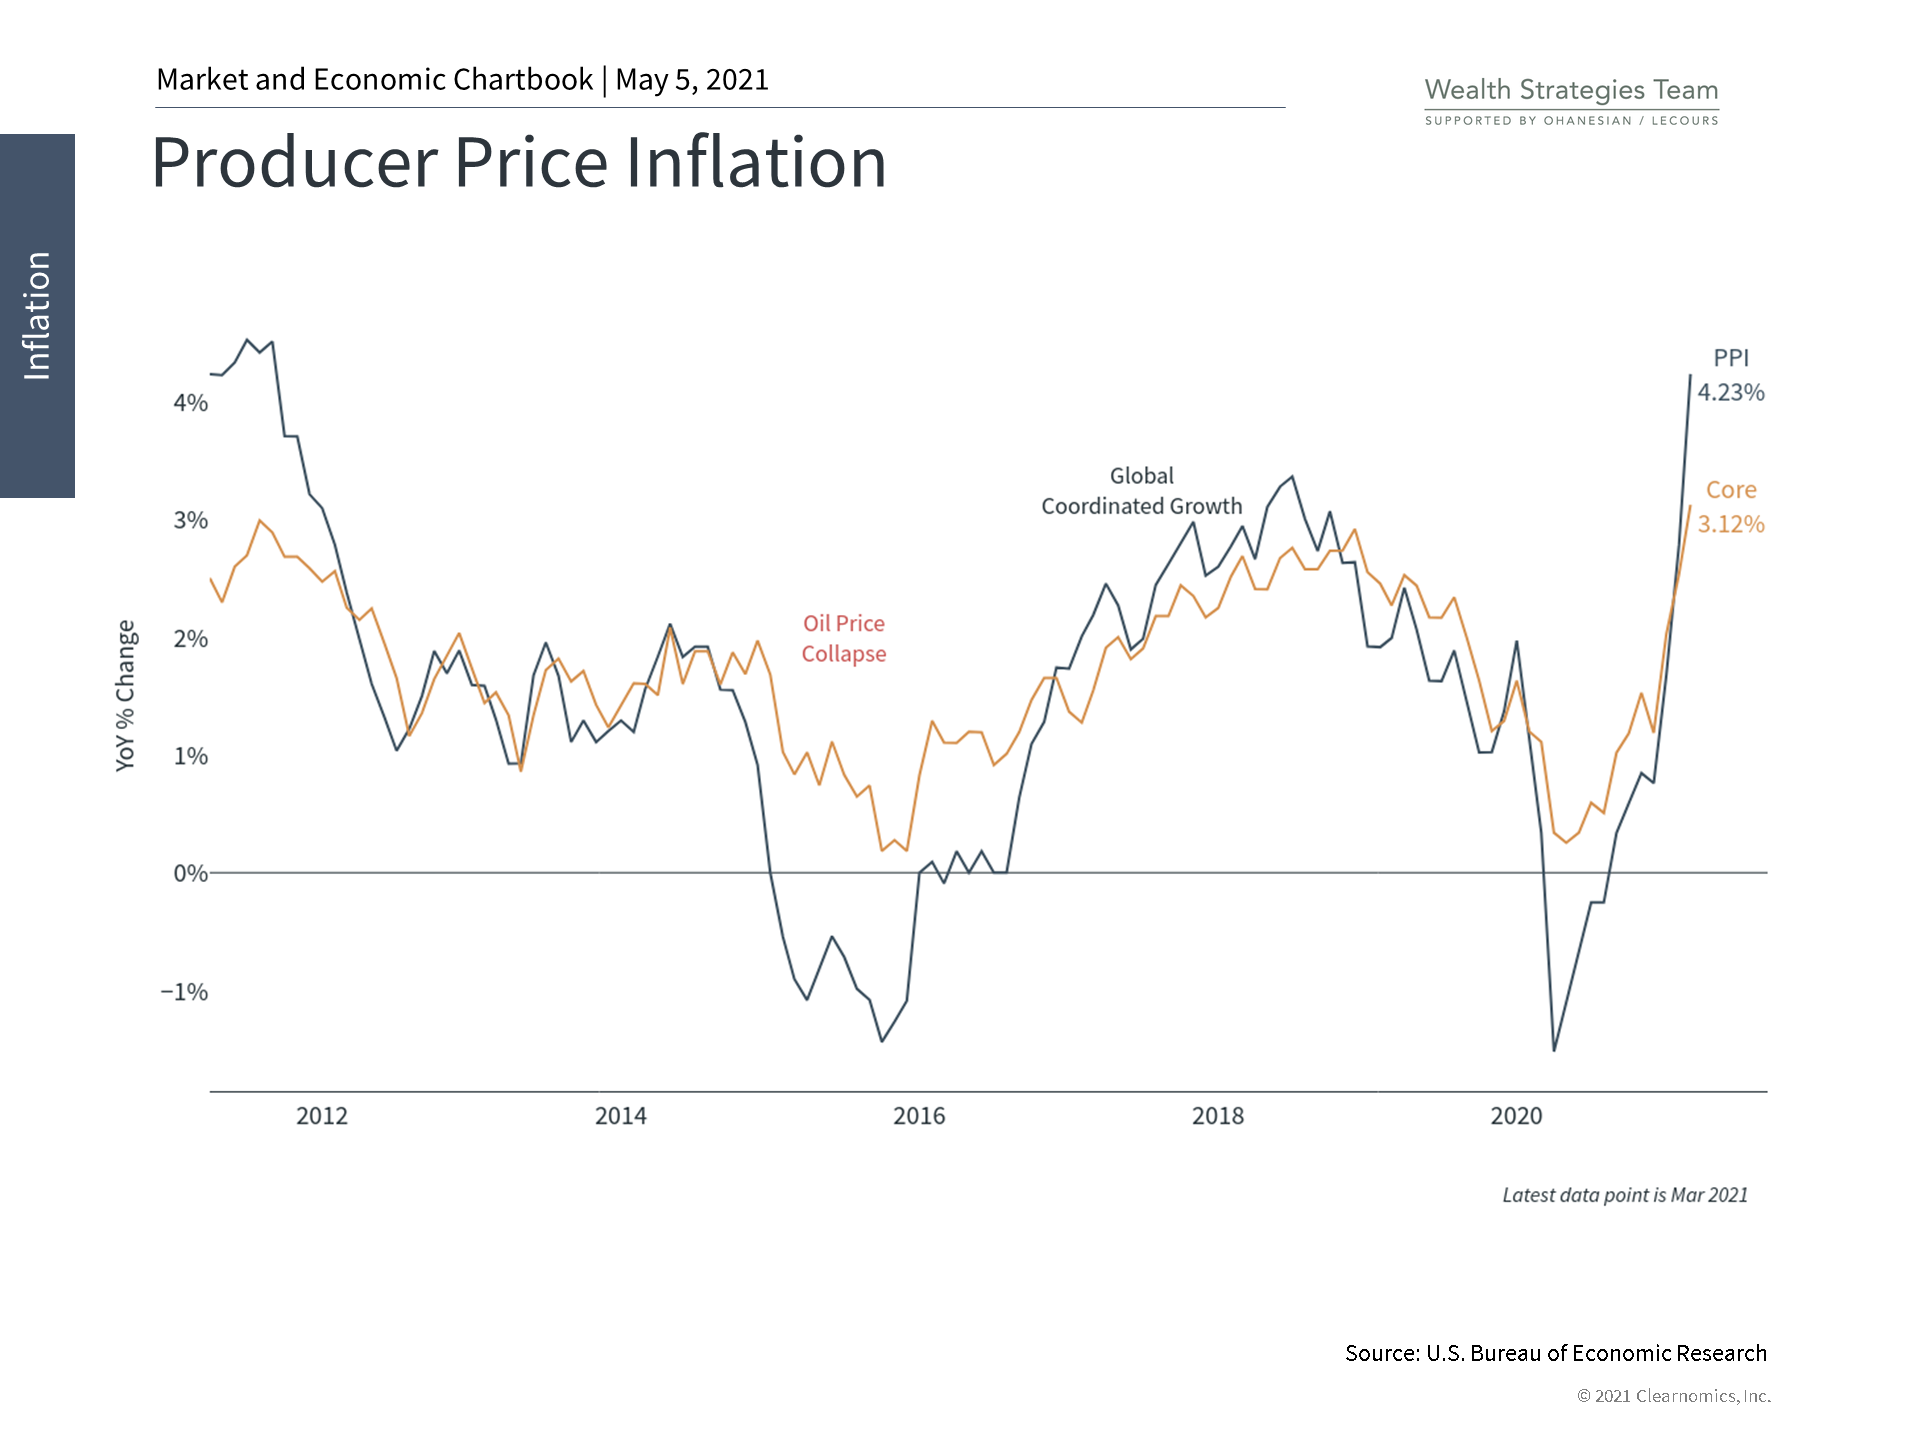 Market and Economic Chartbook | May 5, 2021
Wealth Strategies Team
SUPPORTED BY OHANESIAN / LECOURS
Producer Price Inflation
Inflation
PPI
4.23%
Core
3.12%
Global
Coordinated Growth
Oil Price
Collapse
YoY % Change
4%
3%
2%
1%
0%
−1%
2012
2014
2016
2018
2020
Latest data point is Mar 2021
Source: U.S. Bureau of Economic Research
© 2021 Clearnomics, Inc.